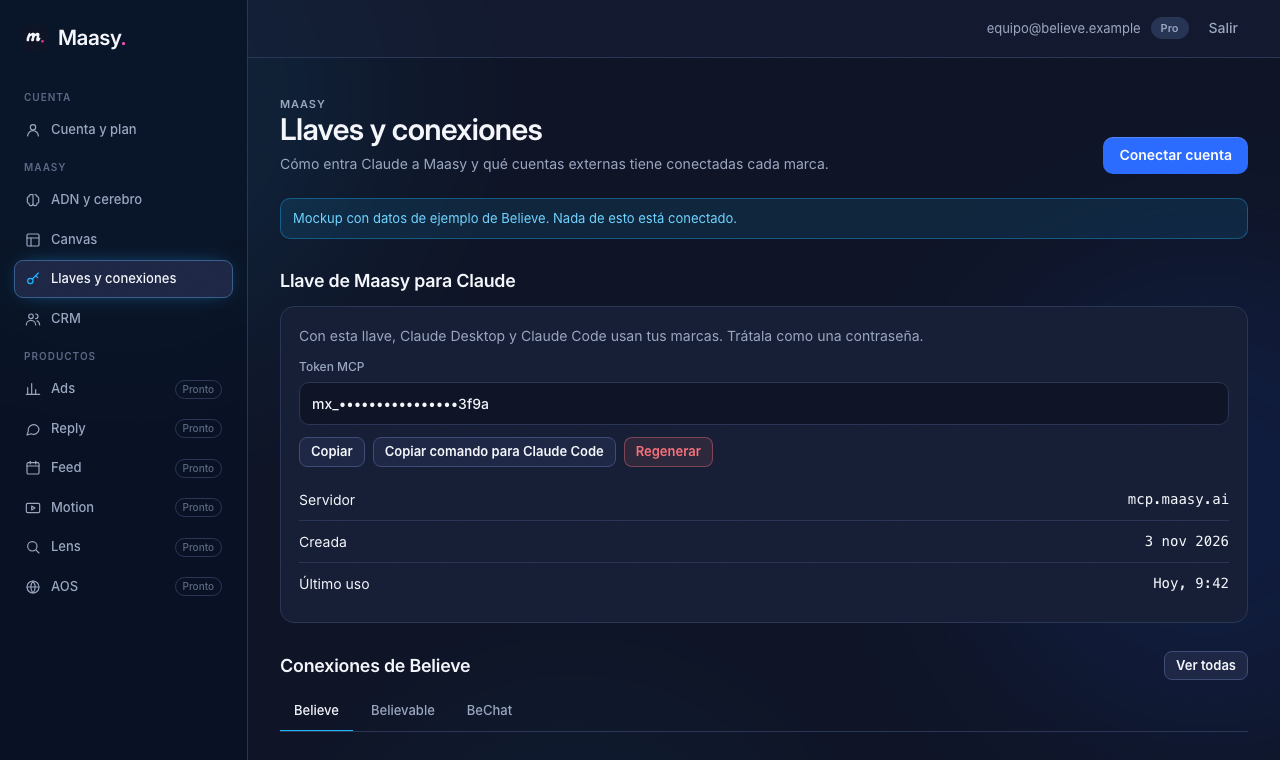 m. Maasy.
CUENTA
Cuenta y plan
MAASY
ADN y cerebro
Canvas
Llaves y conexiones
CRM
PRODUCTOS
Ads Pronto
Reply Pronto
Feed Pronto
Motion Pronto
Lens Pronto
AOS Pronto
equipo@believe.example Pro Salir
MAASY
Llaves y conexiones
Cómo entra Claude a Maasy y qué cuentas externas tiene conectadas cada marca.
Conectar cuenta
Mockup con datos de ejemplo de Believe. Nada de esto está conectado.
Llave de Maasy para Claude
Con esta llave, Claude Desktop y Claude Code usan tus marcas. Trátala como una contraseña.
Token MCP
mx_••••••••••••••••3f9a
Copiar Copiar comando para Claude Code Regenerar
Servidor mcp.maasy.ai
Creada 3 nov 2026
Último uso Hoy, 9:42
Conexiones de Believe Ver todas
Believe Believable BeChat